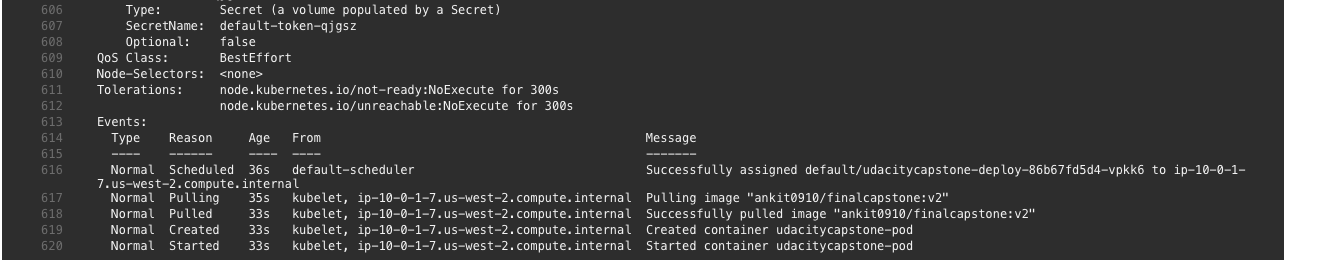 606 Type: Secret (a volume populated by a Secret)
607 SecretName: default-token-qjgsz
608 Optional: false
609 QoS Class: BestEffort
610 Node-Selectors: <none>
611 Tolerations: node.kubernetes.io/not-ready:NoExecute for 300s
612 node.kubernetes.io/unreachable:NoExecute for 300s
613 Events:
614 Type Reason Age From Message
615 ---- ------ ---- ---- -------
616 Normal Scheduled 36s default-scheduler Successfully assigned default/udacitycapstone-deploy-86b67fd5d4-vpkk6 to ip-10-0-1-
7.us-west-2.compute.internal
617 Normal Pulling 35s kubelet, ip-10-0-1-7.us-west-2.compute.internal Pulling image "ankit0910/finalcapstone:v2"
618 Normal Pulled 33s kubelet, ip-10-0-1-7.us-west-2.compute.internal Successfully pulled image "ankit0910/finalcapstone:v2"
619 Normal Created 33s kubelet, ip-10-0-1-7.us-west-2.compute.internal Created container udacitycapstone-pod
620 Normal Started 33s kubelet, ip-10-0-1-7.us-west-2.compute.internal Started container udacitycapstone-pod